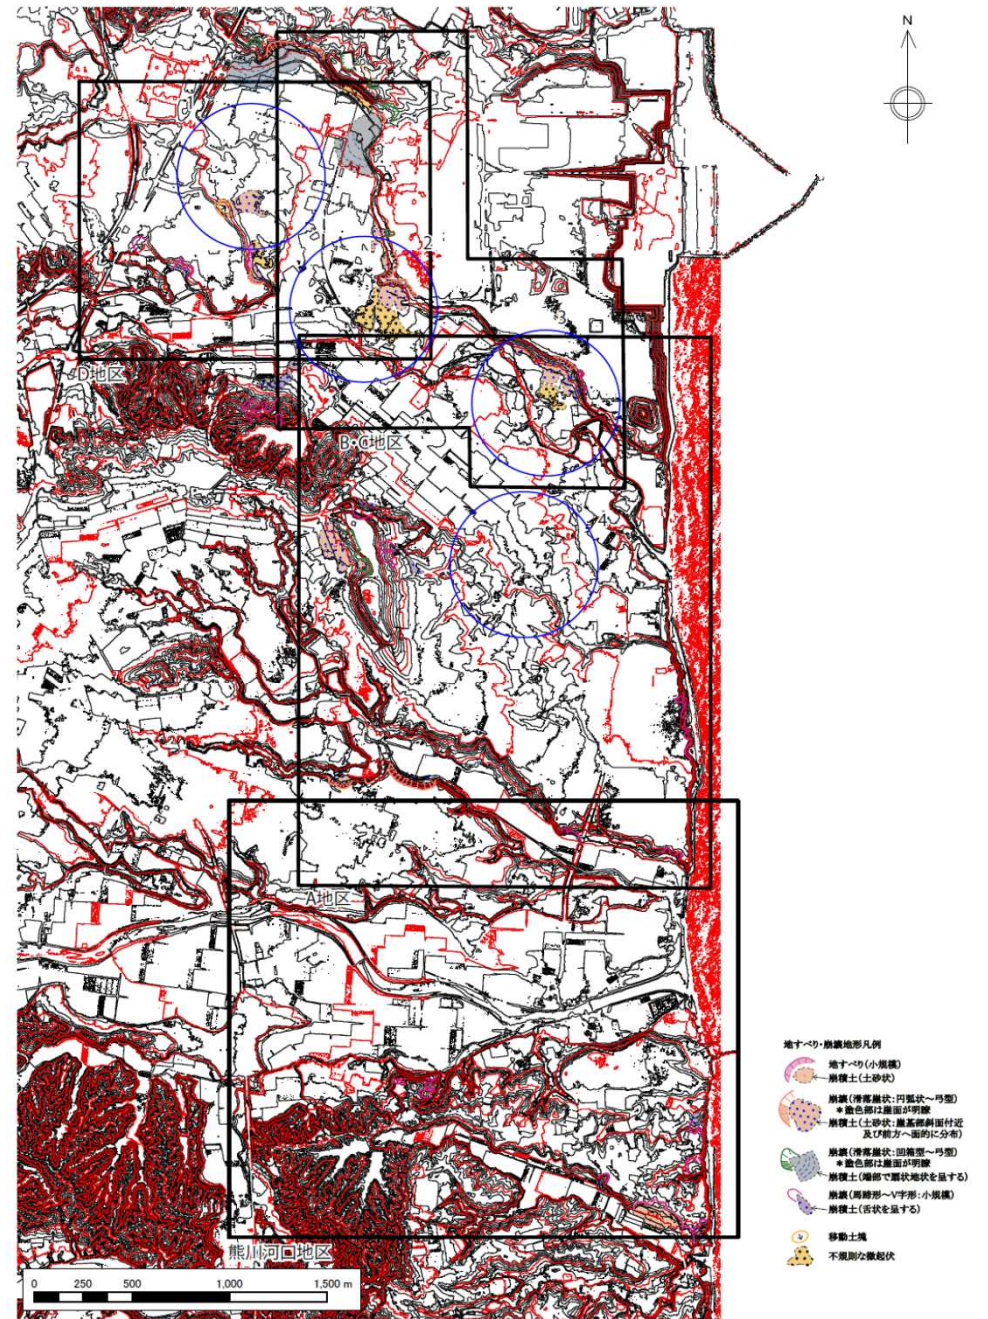 N
1
2
3
D地区
B・C地区
4
A地区
熊川河口地区
0 250 500 1,000 1,500 m
地すべり・崩壊地形凡例
地すべり(小規模)
崩積土(土砂状)
崩壊(滑落崖状:円弧状～弓型)
*塗色部は崖面が明瞭
崩積土(土砂状:崖基部斜面付近
及び前方へ面的に分布)
崩壊(滑落崖状:凹箱型～弓型)
*塗色部は崖面が明瞭
崩積土(端部で扇状地状を呈する)
崩壊(馬蹄形～V字形:小規模)
崩積土(舌状を呈する)
移動土塊
不規則な微起伏